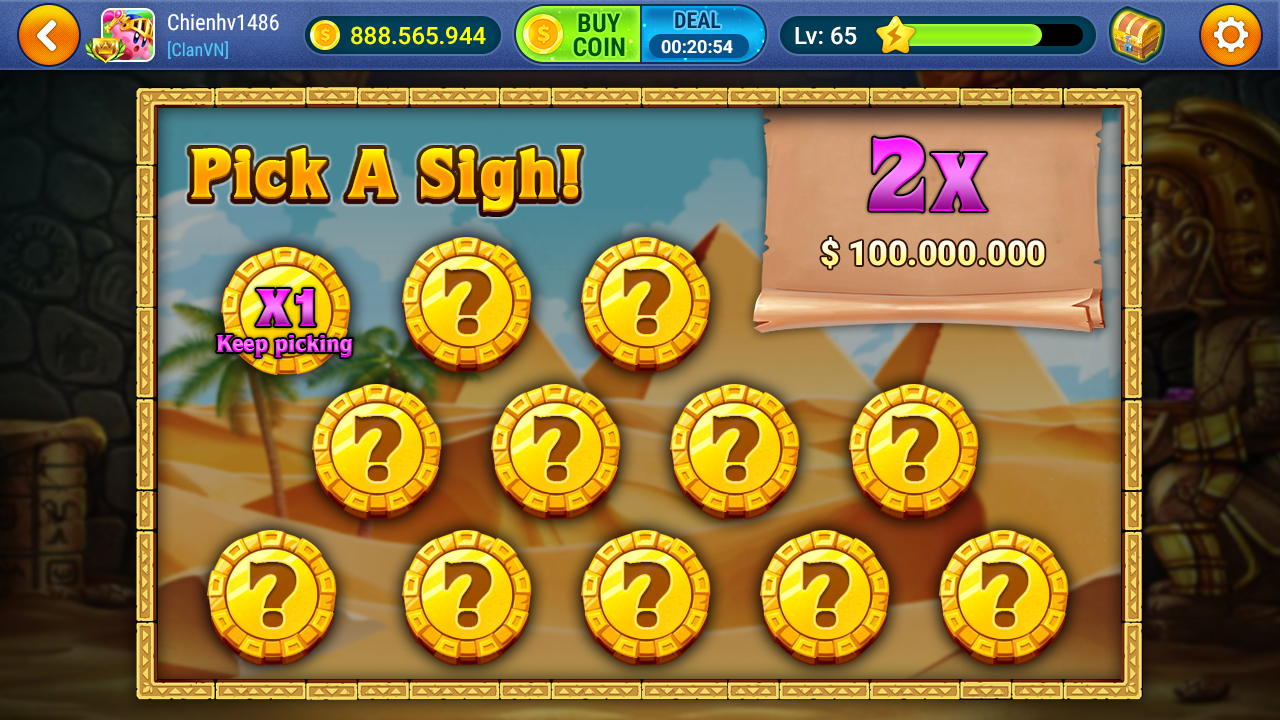 Chienhv1486
[ClanVN]
$ 888.565.944
$ BUY COIN
DEAL
00:20:54
Lv: 65
Pick A Sigh!
2x
$ 100.000.000
X1
Keep picking
? ?
? ? ? ?
? ? ? ? ?